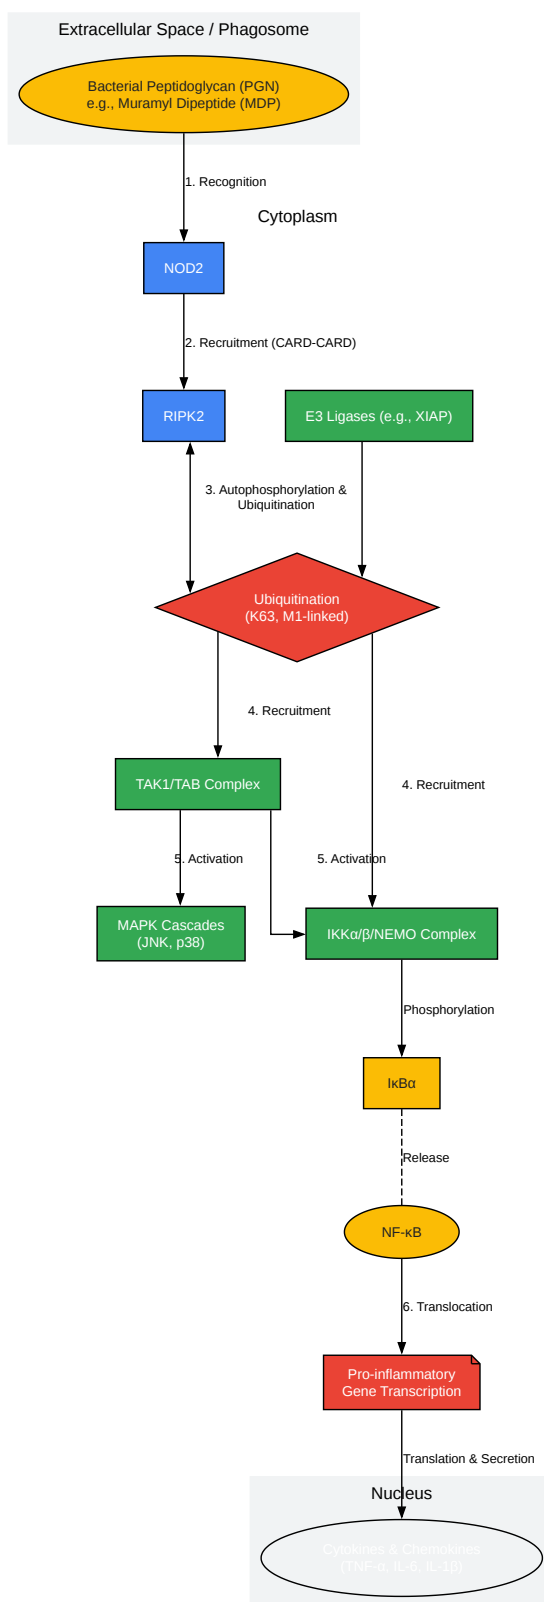 Extracellular Space / Phagosome
Bacterial Peptidoglycan (PGN)
e.g., Muramyl Dipeptide (MDP)
1. Recognition
Cytoplasm
NOD2
2. Recruitment (CARD-CARD)
RIPK2
E3 Ligases (e.g., XIAP)
3. Autophosphorylation &
Ubiquitination
Ubiquitination
(K63, M1-linked)
4. Recruitment
TAK1/TAB Complex
4. Recruitment
5. Activation
5. Activation
MAPK Cascades
(JNK, p38)
IKKα/β/NEMO Complex
Phosphorylation
IκBα
Release
NF-κB
6. Translocation
Pro-inflammatory
Gene Transcription
Translation & Secretion
Nucleus
Cytokines & Chemokines
(TNF-α, IL-6, IL-1β)